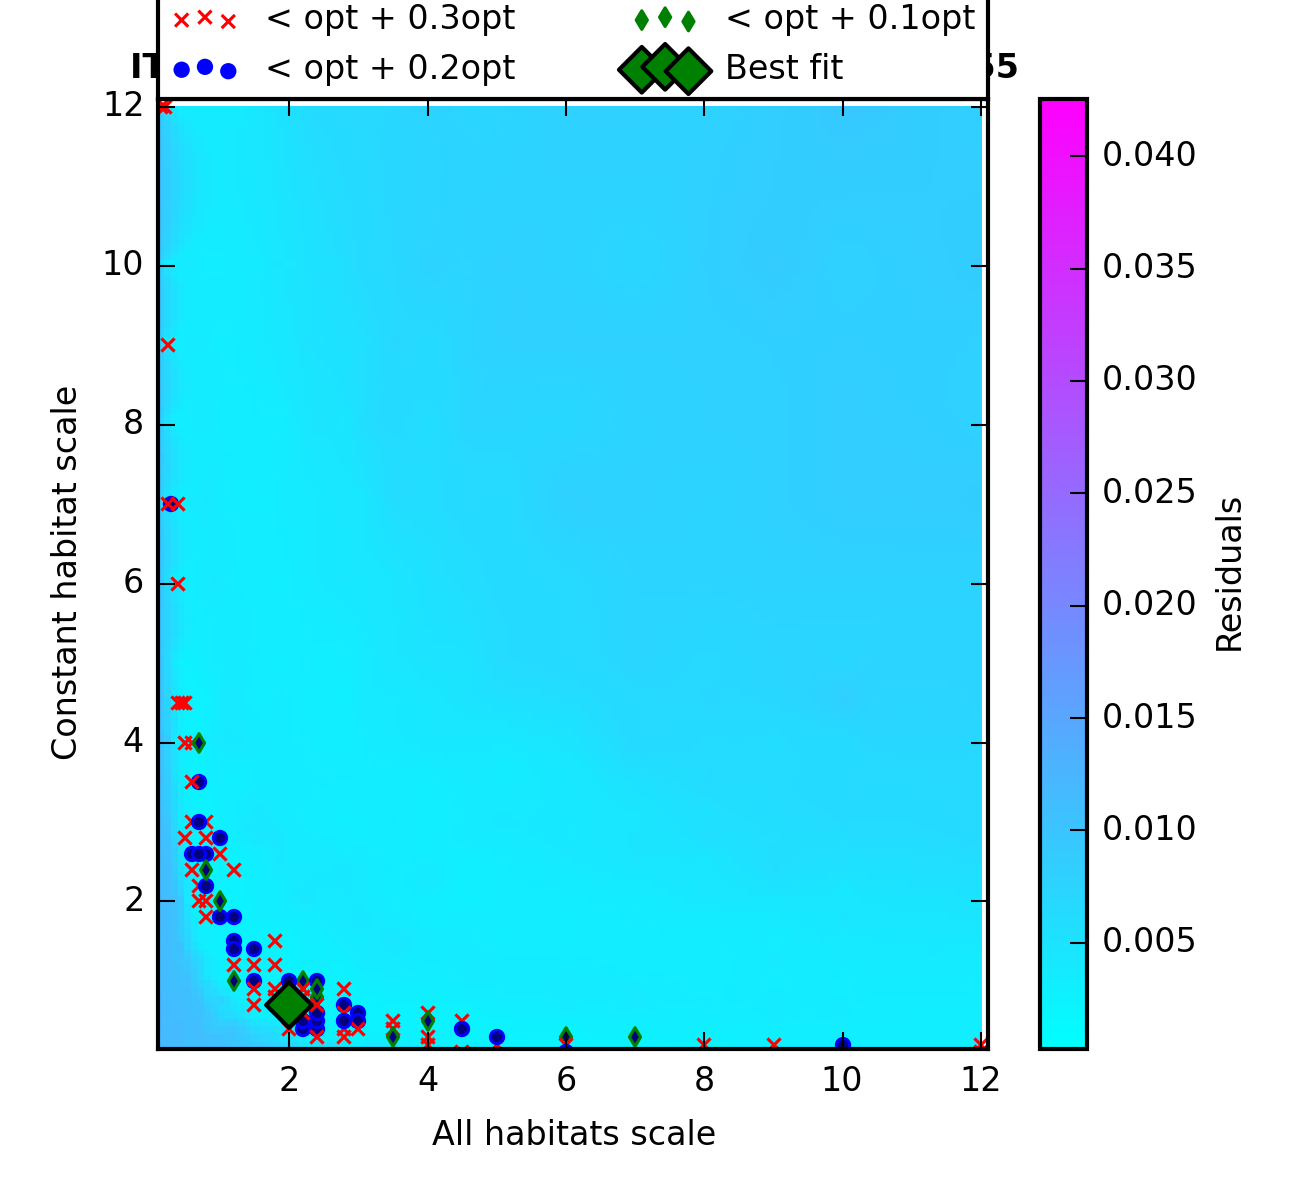 < opt + 0.3opt < opt + 0.1opt
< opt + 0.2opt Best fit
12
10
8
6
4
2
2 4 6 8 10 12
All habitats scale
Constant habitat scale
0.040
0.035
0.030
0.025
0.020
0.015
0.010
0.005
Residuals